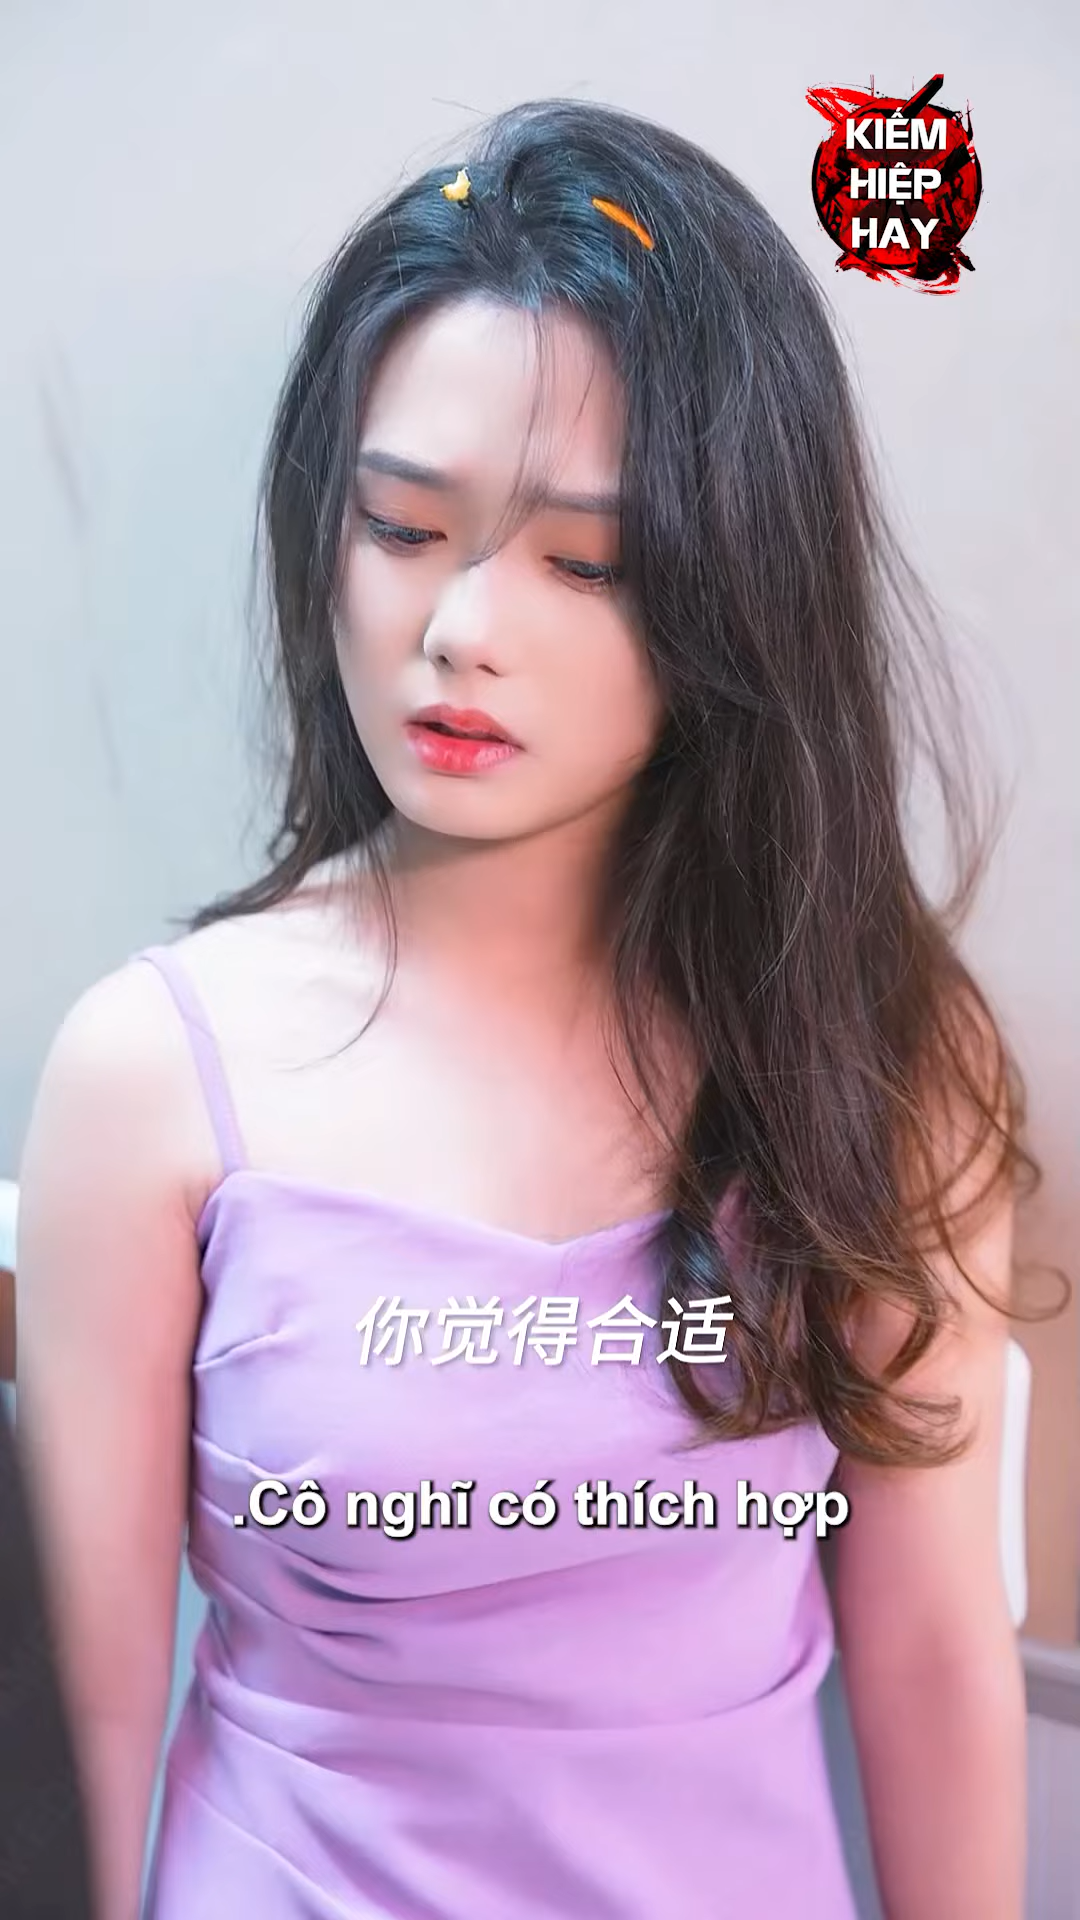 KIẾM
HIỆP
HAY
你觉得合适
.Cô nghĩ có thích hợp